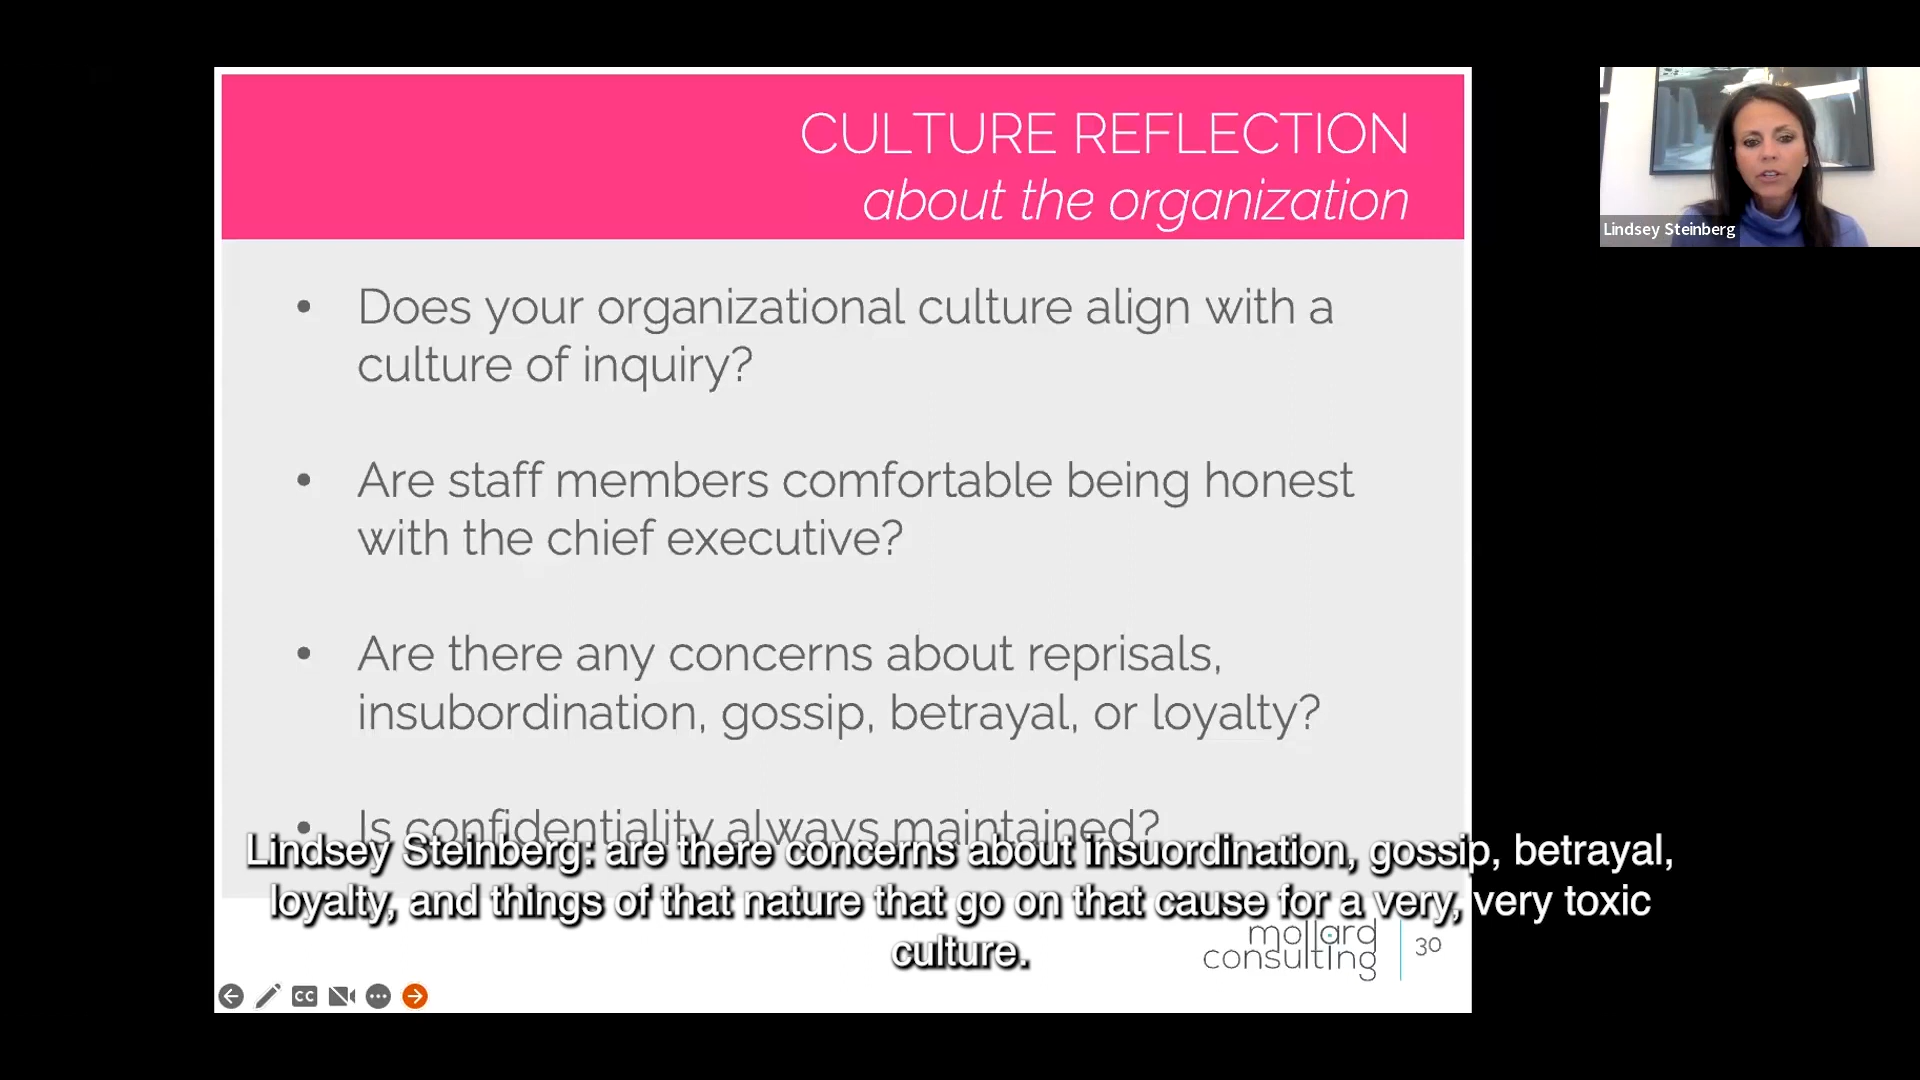 CULTURE REFLECTION
about the organization
Lindsey Steinberg
• Does your organizational culture align with a
culture of inquiry?
• Are staff members comfortable being honest
with the chief executive?
• Are there any concerns about reprisals,
insubordination, gossip, betrayal, or loyalty?
• Is confidentiality always maintained?
Lindsey Steinberg: are there concerns about insuordination, gossip, betrayal,
loyalty, and things of that nature that go on that cause for a very, very toxic
culture.
mollard
consulting
30
CC